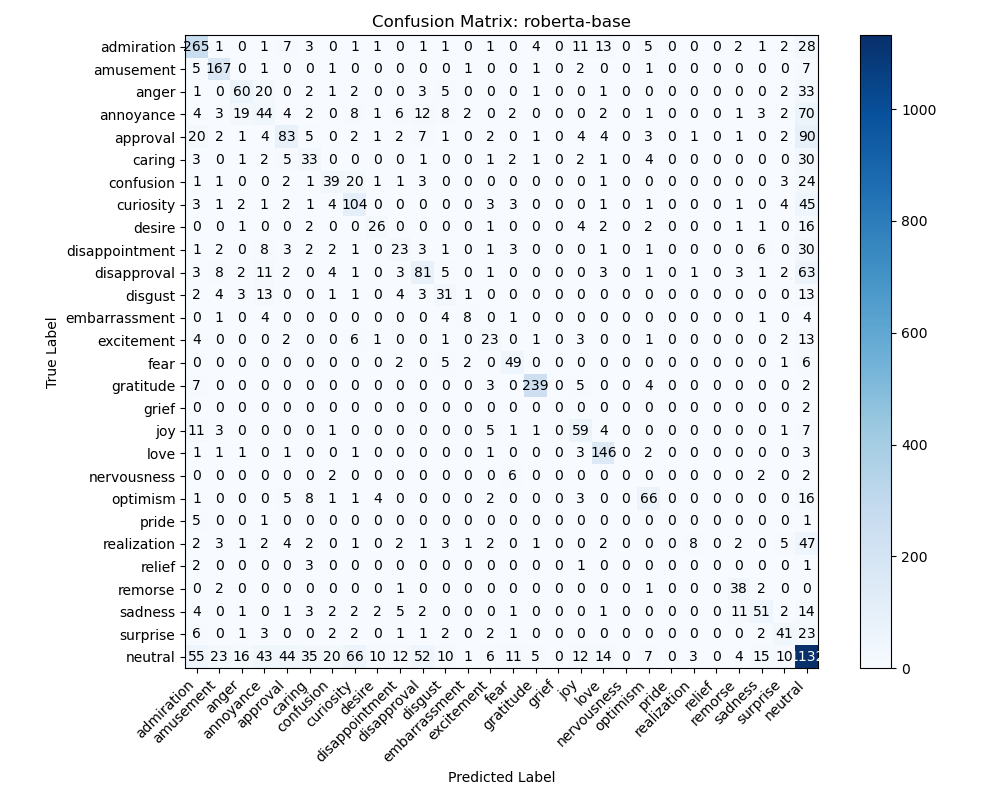 Confusion Matrix: roberta-base
True Label
admiration 265 1 0 1 7 3 0 1 1 0 1 1 0 1 0 4 0 11 13 0 5 0 0 0 2 1 2 28
amusement 5 167 0 1 0 0 1 0 0 0 0 0 1 0 0 1 0 2 0 0 1 0 0 0 0 0 0 7
anger 1 0 60 20 0 2 1 2 0 0 3 5 0 0 0 1 0 0 1 0 0 0 0 0 0 0 2 33
annoyance 4 3 19 44 4 2 0 8 1 6 12 8 2 0 2 0 0 0 2 0 1 0 0 0 1 3 2 70
approval 20 2 1 4 83 5 0 2 1 2 7 1 0 2 0 1 0 4 4 0 3 0 1 0 1 0 2 90
caring 3 0 1 2 5 33 0 0 0 0 1 0 0 1 2 0 0 2 1 0 4 0 0 0 0 0 0 30
confusion 1 1 0 0 2 1 39 20 1 1 3 0 0 0 0 0 0 0 1 0 0 0 0 0 0 0 3 24
curiosity 3 1 2 1 2 1 4 104 0 0 0 0 0 3 3 0 0 0 1 0 1 0 0 0 1 0 4 45
desire 0 0 1 0 0 2 0 1 26 0 0 0 0 1 0 0 0 4 2 0 2 0 0 0 1 1 0 16
disappointment 1 2 0 8 3 2 2 1 0 23 3 1 0 1 3 0 0 0 1 0 1 0 0 0 0 6 0 30
disapproval 3 8 2 11 2 0 4 1 0 3 81 5 0 1 0 0 0 0 3 0 1 0 1 0 3 1 2 63
disgust 2 4 3 13 0 0 1 1 0 4 3 31 1 0 0 0 0 0 0 0 0 0 0 0 0 0 0 13
embarrassment 0 1 0 4 0 0 0 0 0 0 0 4 8 0 1 0 0 0 0 0 0 0 0 0 0 1 0 4
excitement 4 0 0 0 2 0 0 6 1 0 0 1 0 23 0 1 0 3 0 0 1 0 0 0 0 0 2 13
fear 0 0 0 0 0 0 0 0 0 2 0 5 2 0 49 0 0 0 0 0 0 0 0 0 0 0 1 6
gratitude 7 0 0 0 0 0 0 0 0 0 0 0 0 3 0 239 0 5 0 0 4 0 0 0 0 0 0 2
grief 0 0 0 0 0 0 0 0 0 0 0 0 0 0 0 0 0 0 0 0 0 0 0 0 0 0 0 2
joy 11 3 0 0 0 0 1 0 0 0 0 0 0 5 1 1 0 59 4 0 0 0 0 0 0 0 1 7
love 1 1 1 0 1 0 0 1 0 0 0 0 0 1 0 0 0 3 146 0 2 0 0 0 0 0 0 3
nervousness 0 0 0 0 0 0 2 0 0 0 0 0 0 0 6 0 0 0 0 0 0 0 0 0 0 2 0 2
optimism 1 0 0 0 5 8 1 1 4 0 0 0 0 2 0 0 0 3 0 0 66 0 0 0 0 0 0 16
pride 5 0 0 1 0 0 0 0 0 0 0 0 0 0 0 0 0 0 0 0 0 0 0 0 0 0 0 1
realization 2 3 1 2 4 2 0 1 0 2 1 3 1 2 0 1 0 0 2 0 0 0 8 0 2 0 5 47
relief 2 0 0 0 0 3 0 0 0 0 0 0 0 0 0 0 0 1 0 0 0 0 0 0 0 0 0 1
remorse 0 2 0 0 0 0 0 0 0 1 0 0 0 0 0 0 0 0 0 0 1 0 0 0 38 2 0 0
sadness 4 0 1 0 1 3 2 2 2 5 2 0 0 0 1 0 0 0 1 0 0 0 0 0 11 51 2 14
surprise 6 0 1 3 0 0 2 2 0 1 1 2 0 2 1 0 0 0 0 0 0 0 0 0 0 2 41 23
neutral 55 23 16 43 44 35 20 66 10 12 52 10 1 6 11 5 0 12 14 0 7 0 3 0 4 15 10 1132
admiration amusement anger annoyance approval caring confusion curiosity desire disappointment disapproval disgust embarrassment excitement fear gratitude grief joy love nervousness optimism pride realization relief remorse sadness surprise neutral
Predicted Label
1000
800
600
400
200
0